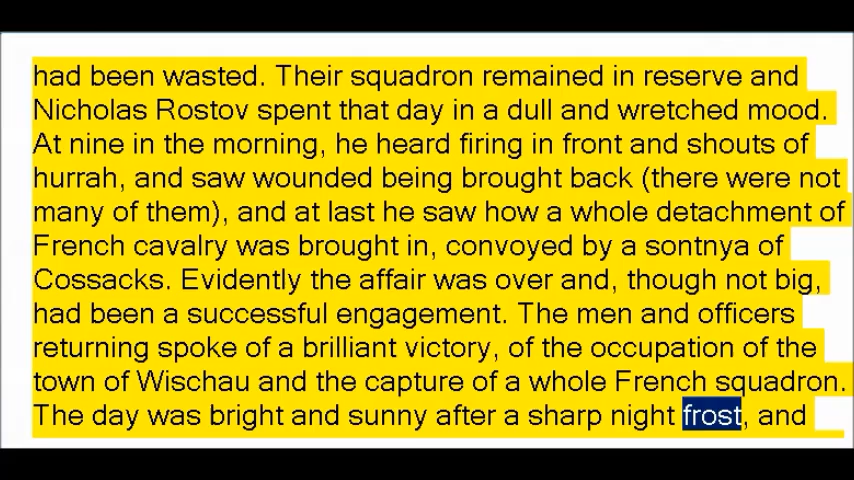 had been wasted. Their squadron remained in reserve and
Nicholas Rostov spent that day in a dull and wretched mood.
At nine in the morning, he heard firing in front and shouts of
hurrah, and saw wounded being brought back (there were not
many of them), and at last he saw how a whole detachment of
French cavalry was brought in, convoyed by a sontnya of
Cossacks. Evidently the affair was over and, though not big,
had been a successful engagement. The men and officers
returning spoke of a brilliant victory, of the occupation of the
town of Wischau and the capture of a whole French squadron.
The day was bright and sunny after a sharp night frost, and